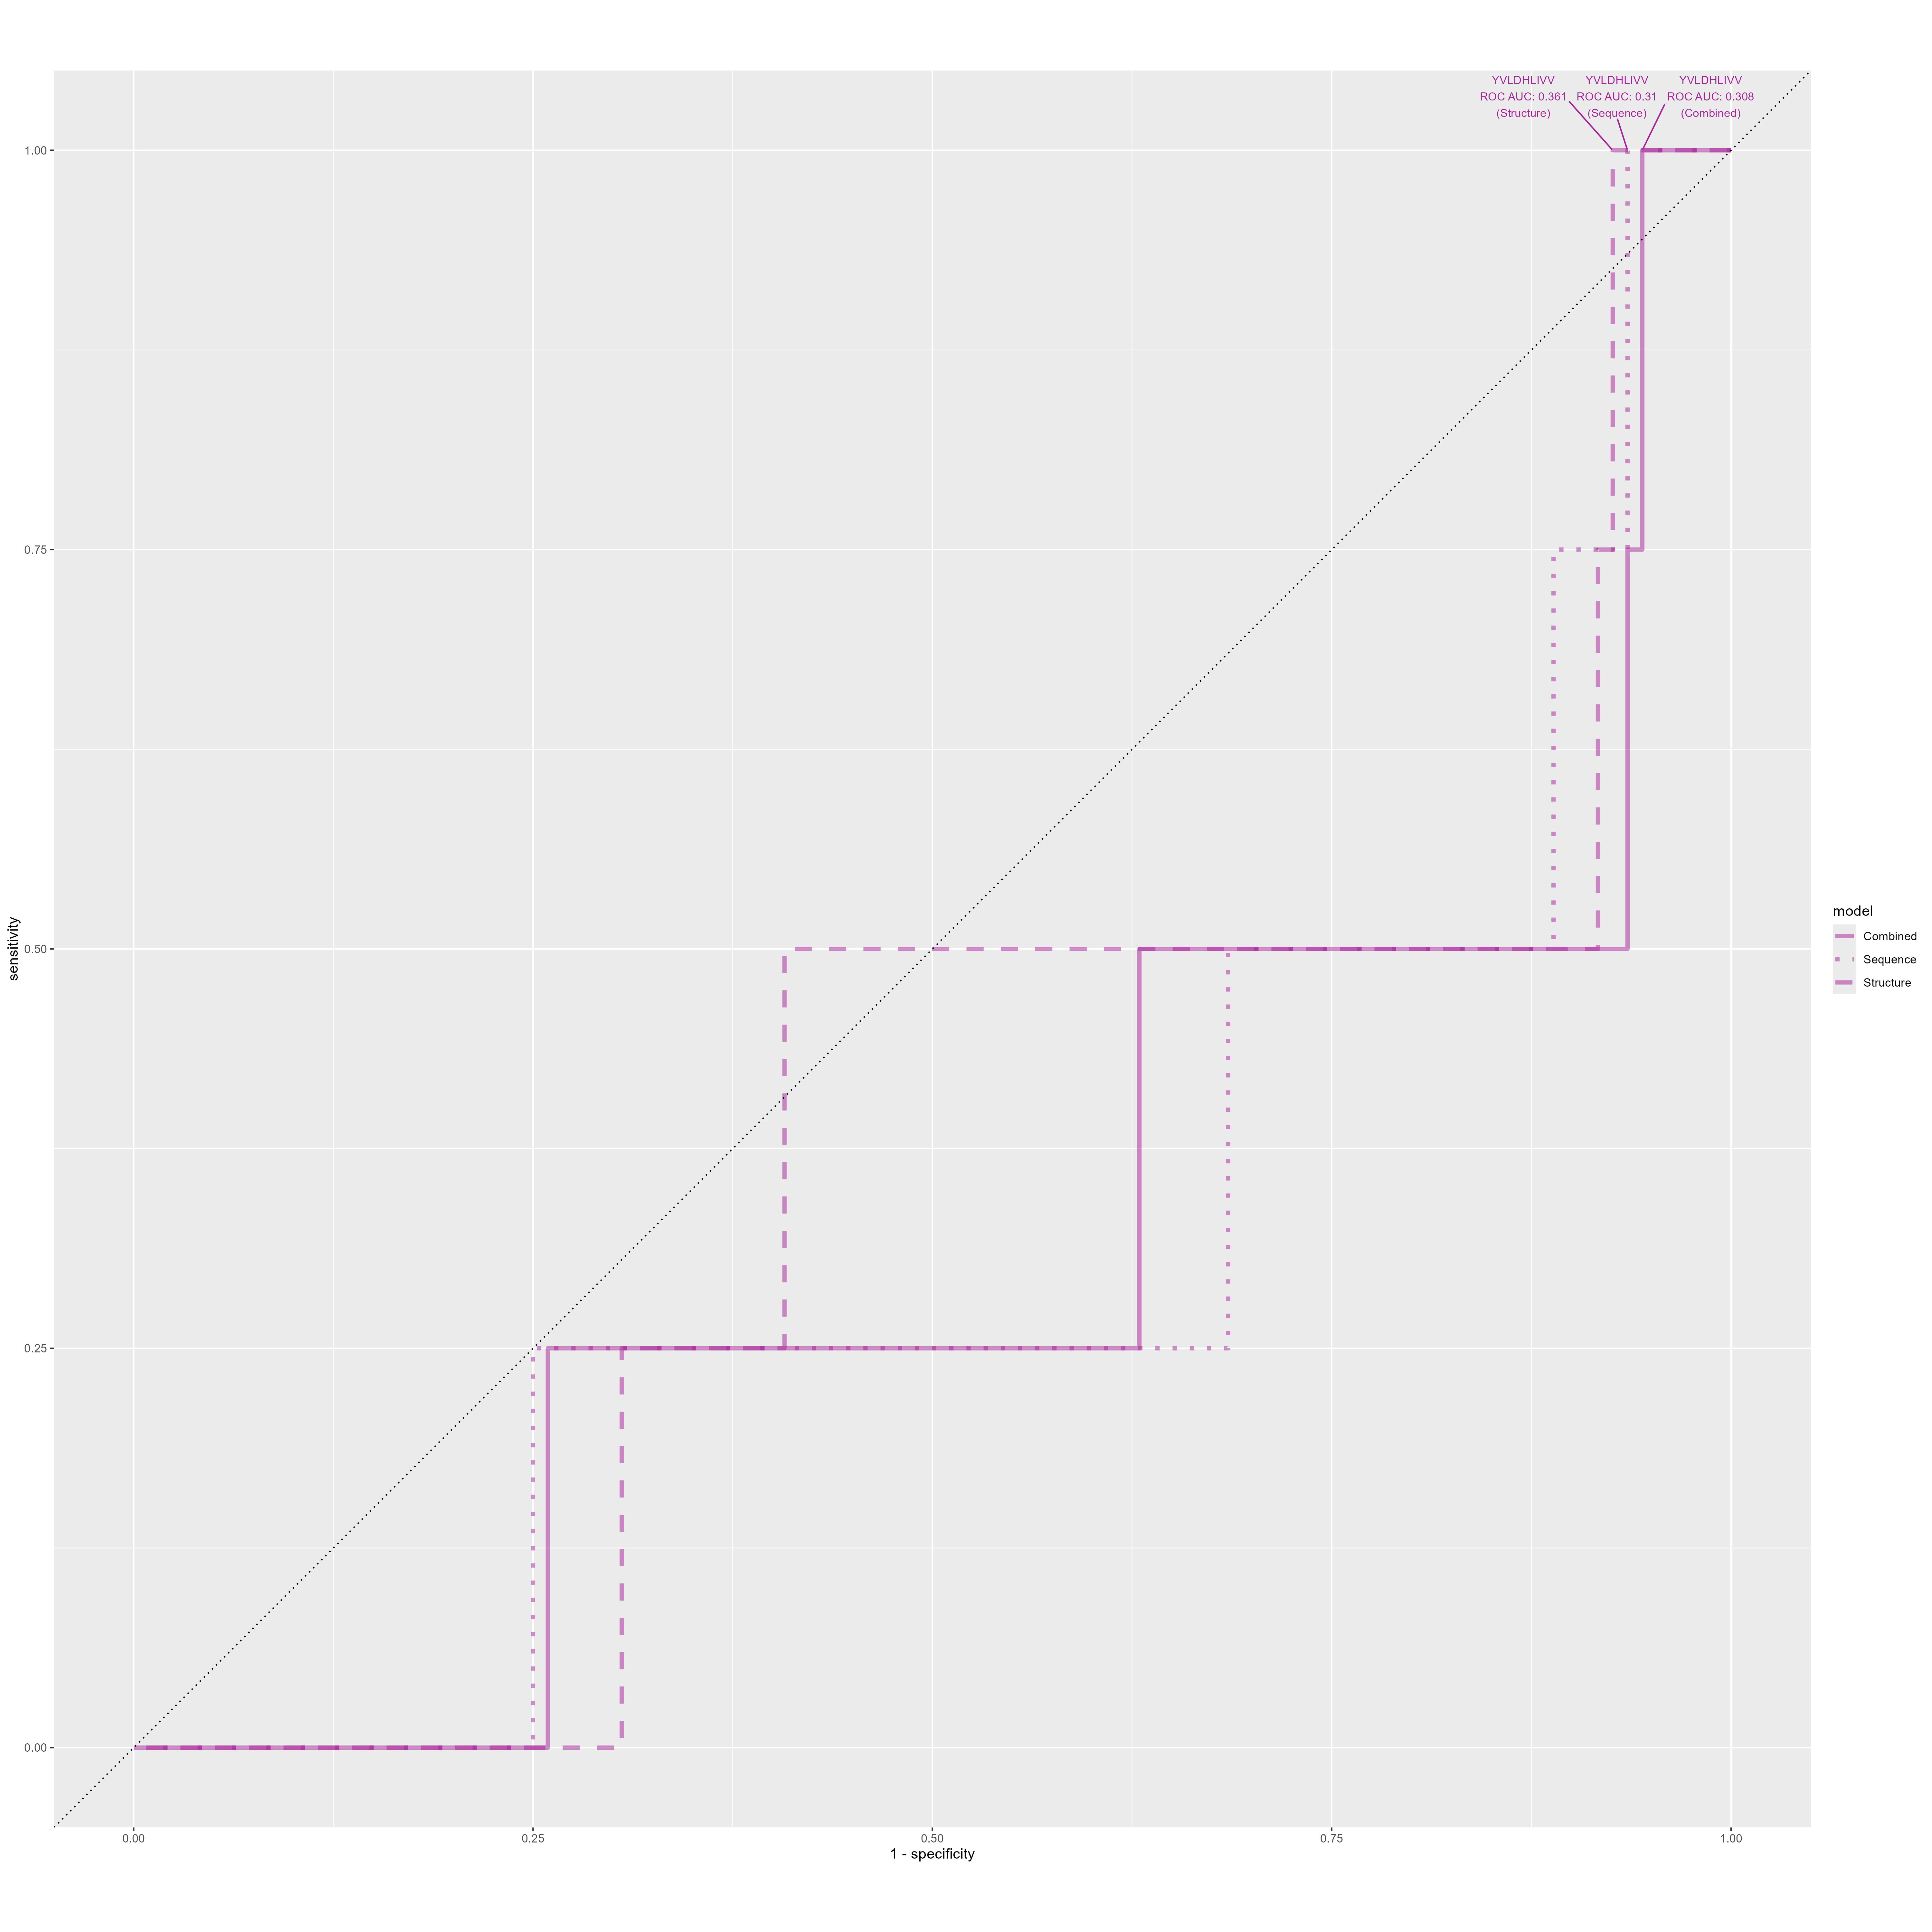 YVLDHLIVV
ROC AUC: 0.361
(Structure)
YVLDHLIVV
ROC AUC: 0.31
(Sequence)
YVLDHLIVV
ROC AUC: 0.308
(Combined)
1.00
0.75
0.50
0.25
0.00
sensitivity
0.00
0.25
0.50
0.75
1.00
1 - specificity
model
Combined
Sequence
Structure